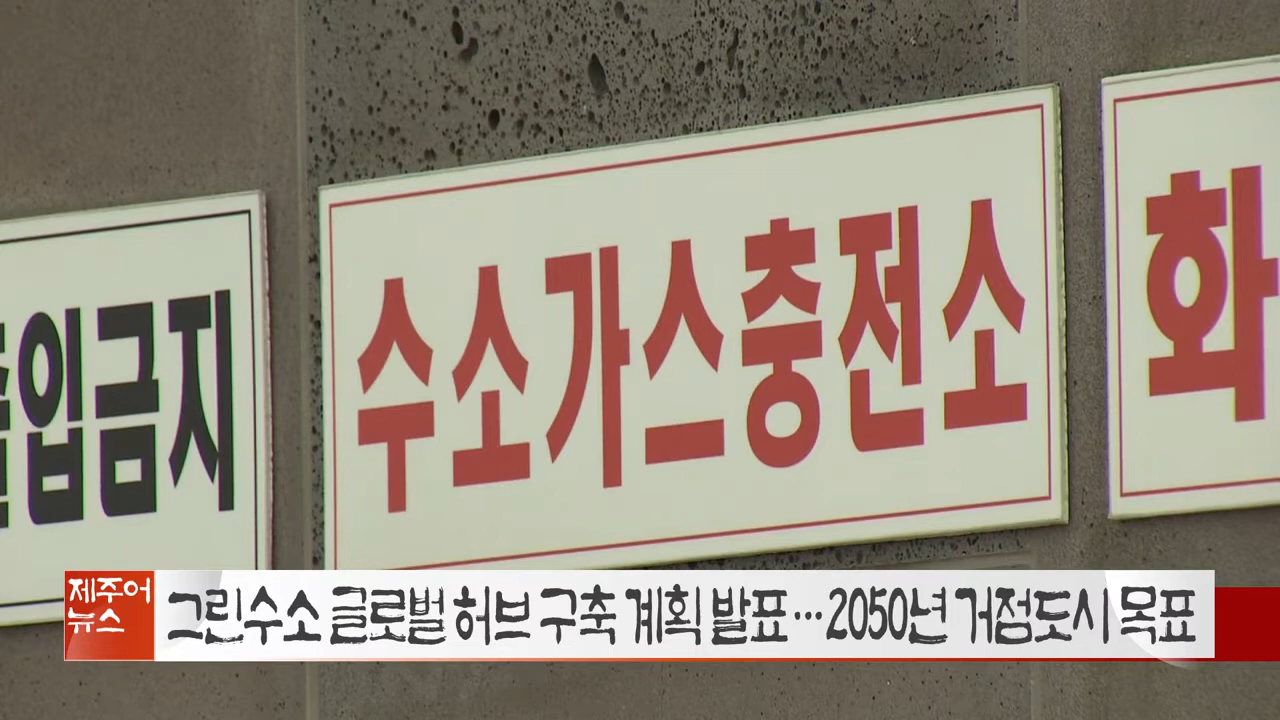 입금지
수소가스충전소
화
제주어
뉴스
그린수소 글로벌 허브 구축 계획 발표…2050년 거점도시 목표